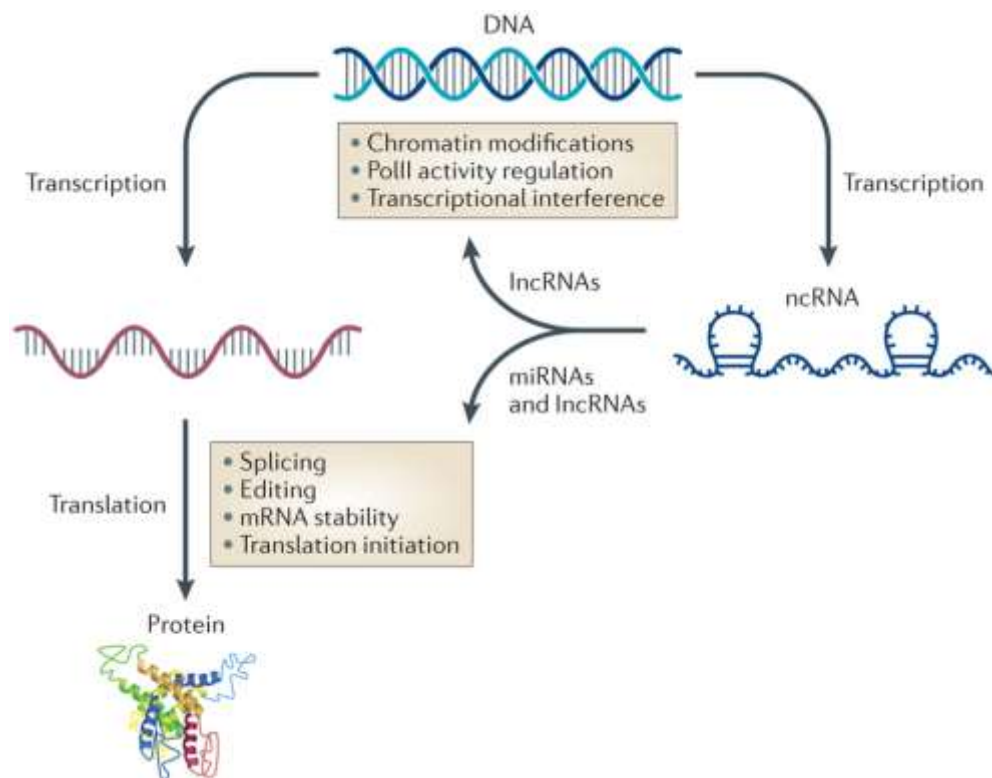 DNA
• Chromatin modifications
• PolII activity regulation
• Transcriptional interference
Transcription
Transcription
lncRNAs
ncRNA
miRNAs
and lncRNAs
• Splicing
• Editing
• mRNA stability
• Translation initiation
Translation
Protein